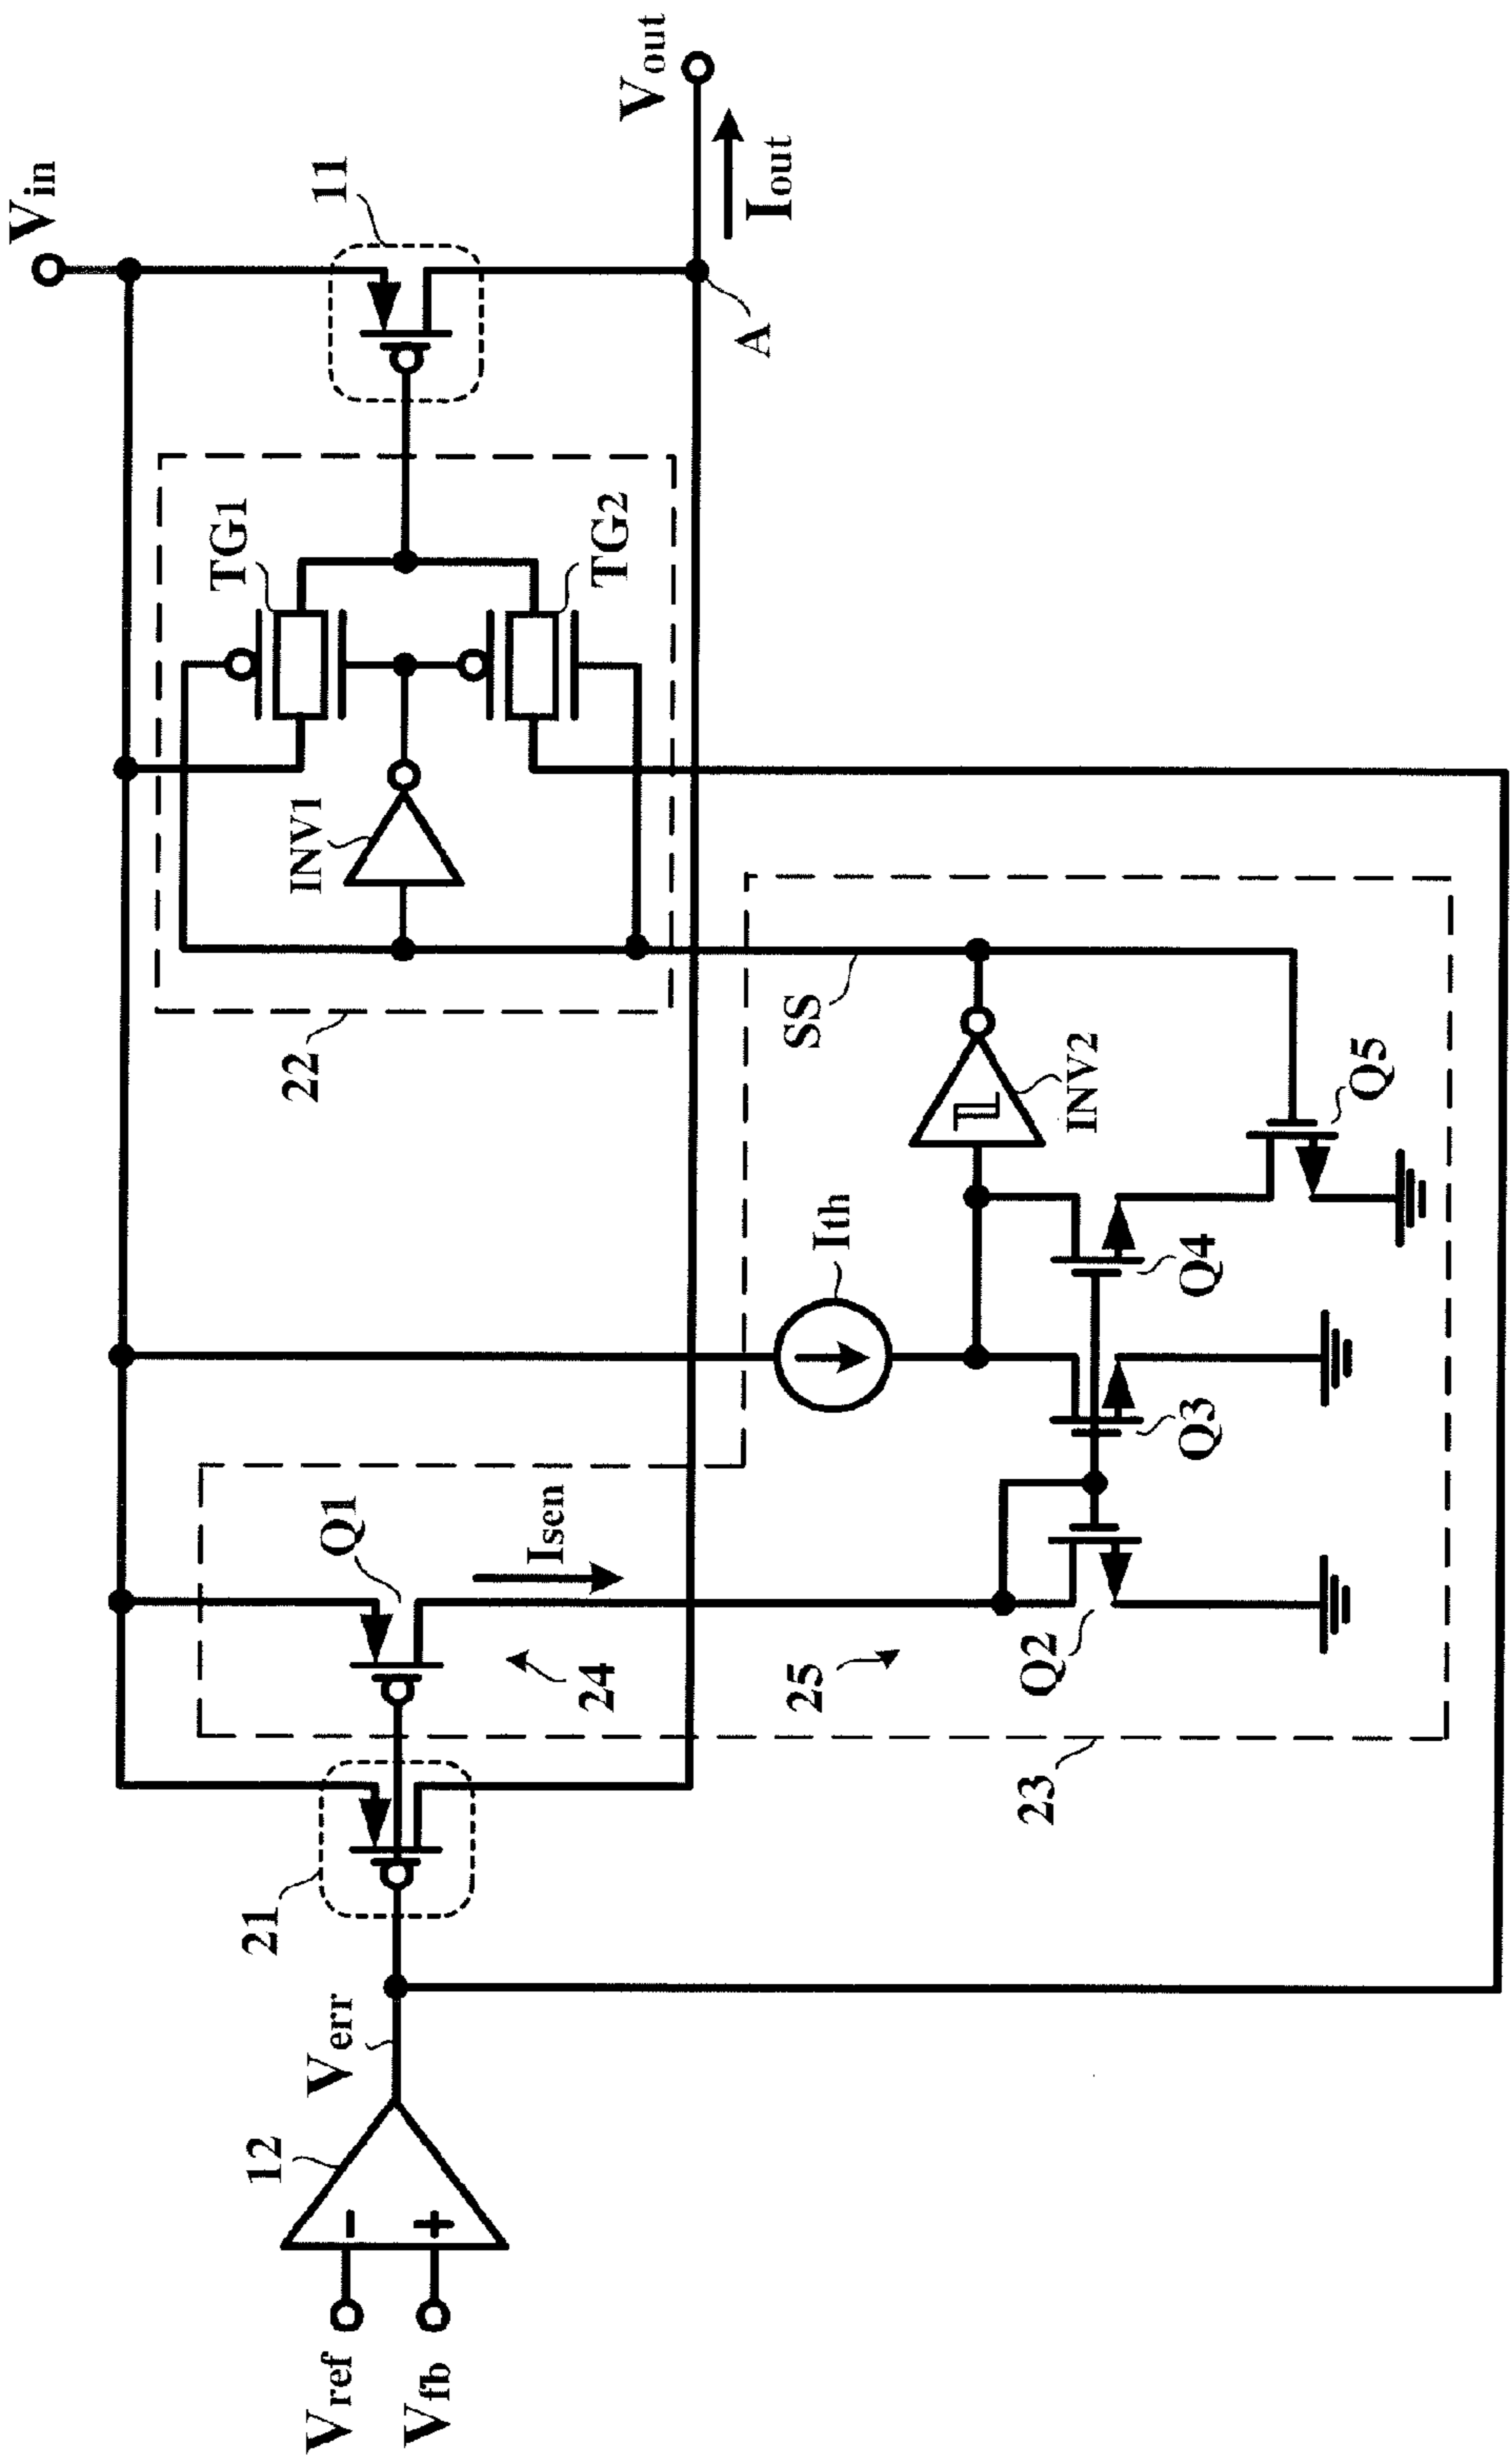 Vin
11
Vout
Iout
A
TG1
TG2
INV1
22
SS
INV2
Q5
Ith
Q4
Q3
Q1
Isen
24
25
Q2
23
21
Verr
12
−
+
Vref
Vfb